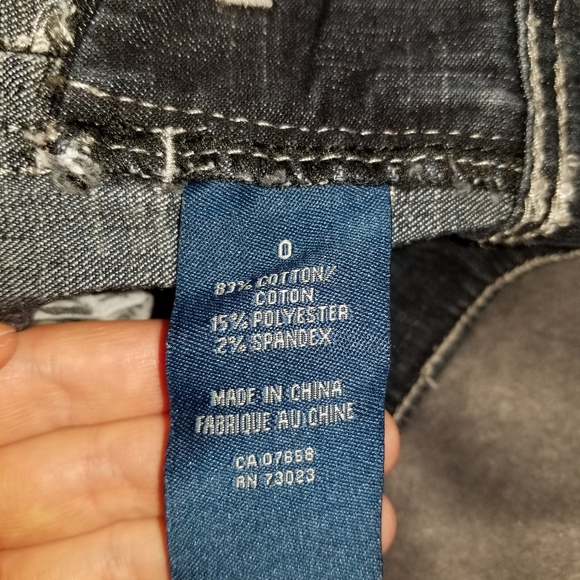 0
83% COTTON/
COTON
15% POLYESTER
2% SPANDEX
MADE IN CHINA
FABRIQUE AU CHINE
CA 07658
RN 73023